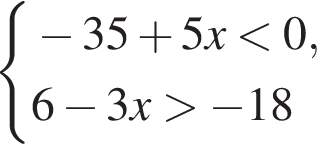 −35 + 5x < 0,
6 − 3x > −18